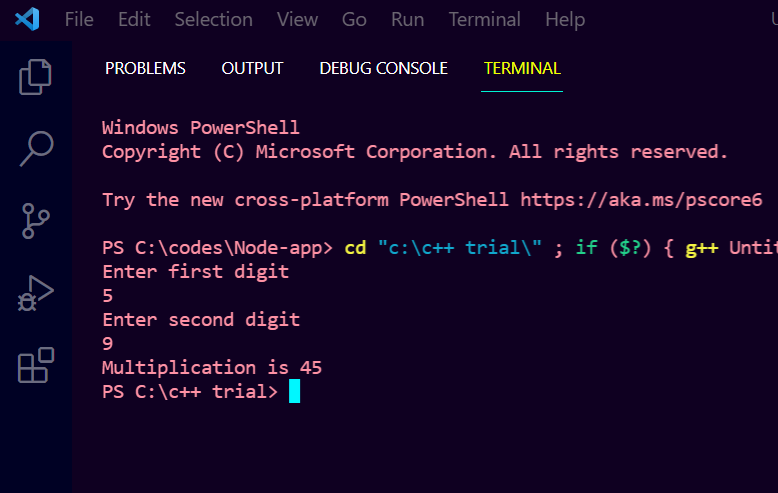 File Edit Selection View Go Run Terminal Help
PROBLEMS OUTPUT DEBUG CONSOLE TERMINAL
Windows PowerShell
Copyright (C) Microsoft Corporation. All rights reserved.
Try the new cross-platform PowerShell https://aka.ms/pscore6
PS C:\codes\Node-app> cd "c:\c++ trial\" ; if ($?) { g++
Enter first digit
5
Enter second digit
9
Multiplication is 45
PS C:\c++ trial>